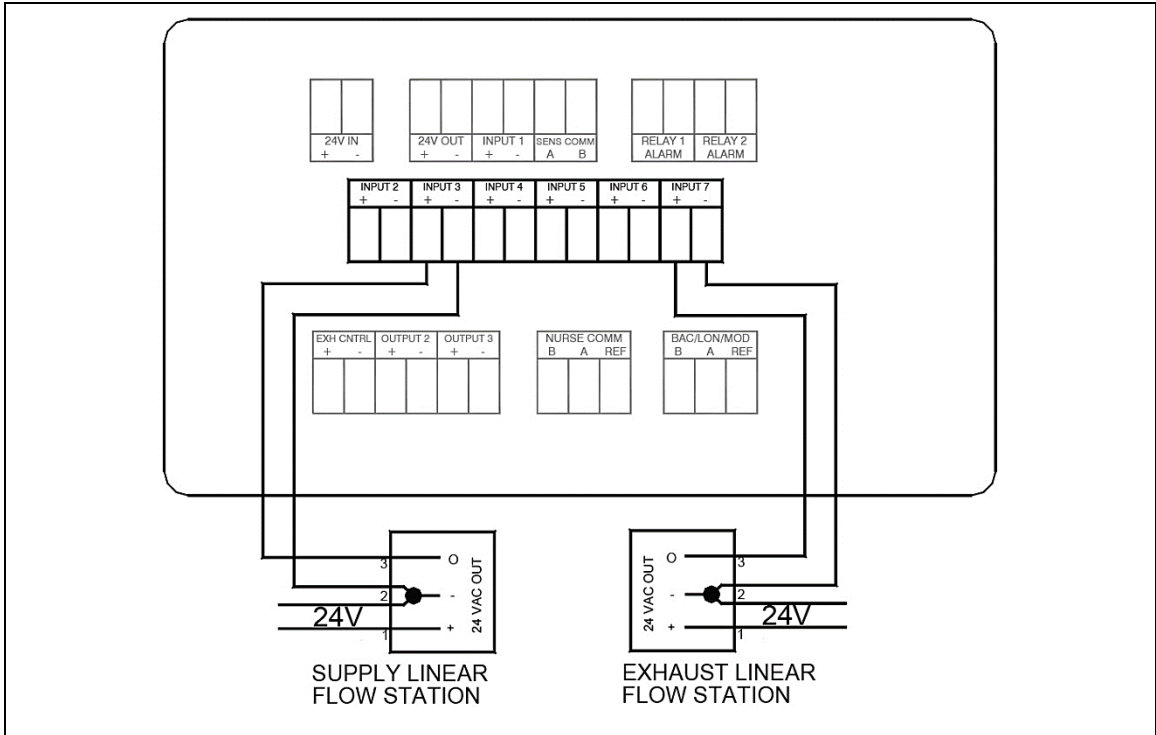 24V IN
+ -
24V OUT INPUT 1 SENS COMM
+ - + - A B
RELAY 1 RELAY 2
ALARM ALARM
INPUT 2 INPUT 3 INPUT 4 INPUT 5 INPUT 6 INPUT 7
+ - + - + - + - + - + -
EXH CNTRL OUTPUT 2 OUTPUT 3
+ - + - + -
NURSE COMM
B A REF
BAC/LON/MOD
B A REF
3 O
2 -
1 +
24V
24 VAC OUT
SUPPLY LINEAR
FLOW STATION
O 3
- 2
+ 1
24 VAC OUT
24V
EXHAUST LINEAR
FLOW STATION